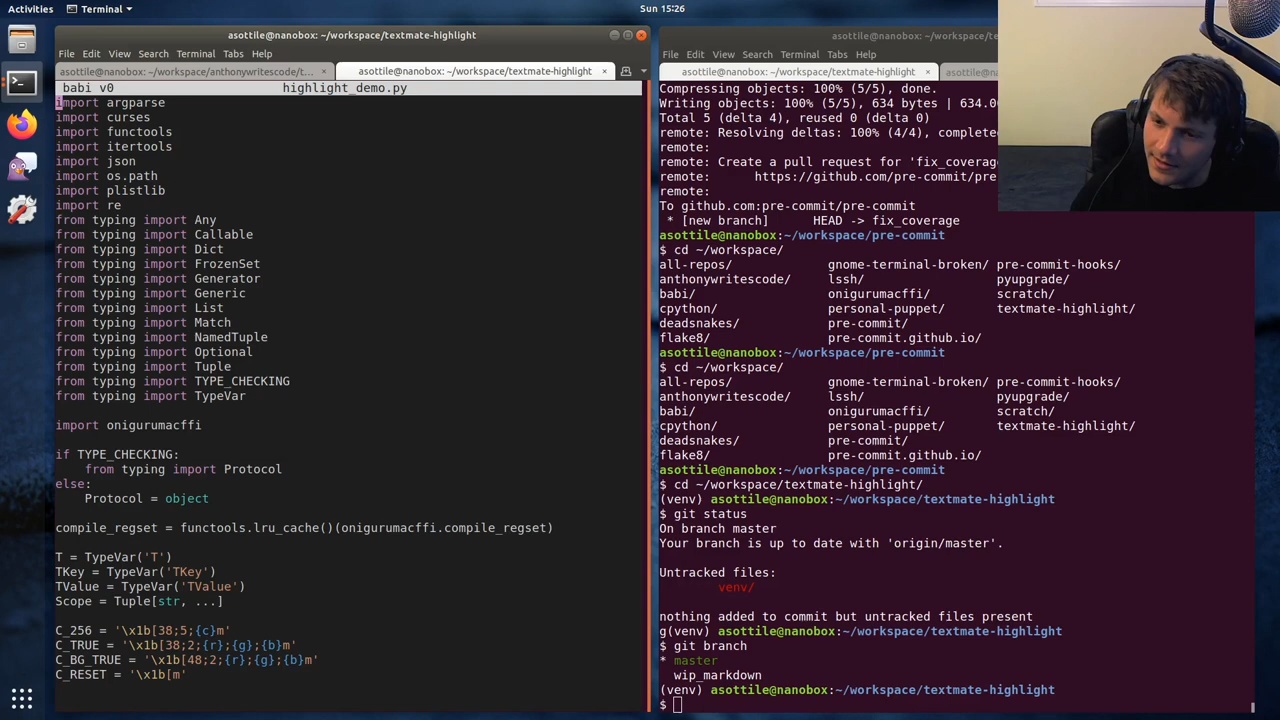 Activities
Terminal
Sun 15:26
asottile@nanobox: ~/workspace/textmate-highlight
File Edit View Search Terminal Tabs Help
asottile@nanobox: ~/workspace/anthonywritescode/t... ×
asottile@nanobox: ~/workspace/textmate-highlight ×
babi v0 highlight_demo.py
import argparse
import curses
import functools
import itertools
import json
import os.path
import plistlib
import re
from typing import Any
from typing import Callable
from typing import Dict
from typing import FrozenSet
from typing import Generator
from typing import Generic
from typing import List
from typing import Match
from typing import NamedTuple
from typing import Optional
from typing import Tuple
from typing import TYPE_CHECKING
from typing import TypeVar
import onigurumacffi
if TYPE_CHECKING:
    from typing import Protocol
else:
    Protocol = object
compile_regset = functools.lru_cache()(onigurumacffi.compile_regset)
T = TypeVar('T')
TKey = TypeVar('TKey')
TValue = TypeVar('TValue')
Scope = Tuple[str, ...]
C_256 = '\x1b[38;5;{c}m'
C_TRUE = '\x1b[38;2;{r};{g};{b}m'
C_BG_TRUE = '\x1b[48;2;{r};{g};{b}m'
C_RESET = '\x1b[m'
asottile@nanobox: ~/workspace/
File Edit View Search Terminal Tabs Help
asottile@nanobox: ~/workspace/textmate-highlight ×
Compressing objects: 100% (5/5), done.
Writing objects: 100% (5/5), 634 bytes | 634.0
Total 5 (delta 4), reused 0 (delta 0)
remote: Resolving deltas: 100% (4/4), complete
remote:
remote: Create a pull request for 'fix_coverage
remote:      https://github.com/pre-commit/pre-
remote:
To github.com:pre-commit/pre-commit
 * [new branch]      HEAD -> fix_coverage
asottile@nanobox:~/workspace/pre-commit
$ cd ~/workspace/
all-repos/ gnome-terminal-broken/ pre-commit-hooks/
anthonywritescode/ lssh/ pyupgrade/
babi/ onigurumacffi/ scratch/
cpython/ personal-puppet/ textmate-highlight/
deadsnakes/ pre-commit/
flake8/ pre-commit.github.io/
asottile@nanobox:~/workspace/pre-commit
$ cd ~/workspace/
all-repos/ gnome-terminal-broken/ pre-commit-hooks/
anthonywritescode/ lssh/ pyupgrade/
babi/ onigurumacffi/ scratch/
cpython/ personal-puppet/ textmate-highlight/
deadsnakes/ pre-commit/
flake8/ pre-commit.github.io/
asottile@nanobox:~/workspace/pre-commit
$ cd ~/workspace/textmate-highlight/
(venv) asottile@nanobox:~/workspace/textmate-highlight
$ git status
On branch master
Your branch is up to date with 'origin/master'.
Untracked files:
        venv/
nothing added to commit but untracked files present
g(venv) asottile@nanobox:~/workspace/textmate-highlight
$ git branch
* master
  wip_markdown
(venv) asottile@nanobox:~/workspace/textmate-highlight
$